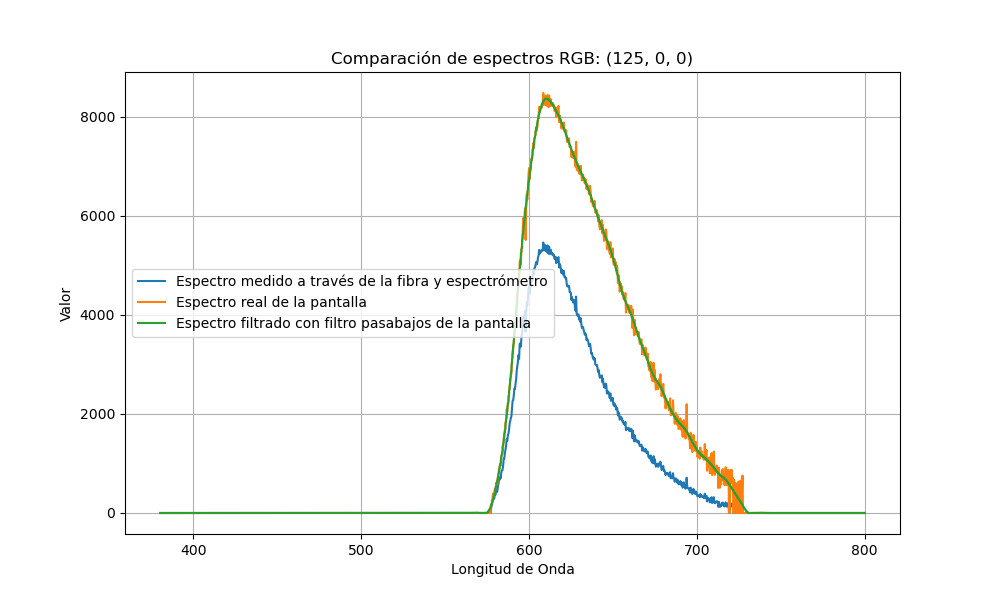 Comparación de espectros RGB: (125, 0, 0)
8000
6000
4000
2000
0
Valor
Espectro medido a través de la fibra y espectrómetro
Espectro real de la pantalla
Espectro filtrado con filtro pasabajos de la pantalla
400 500 600 700 800
Longitud de Onda